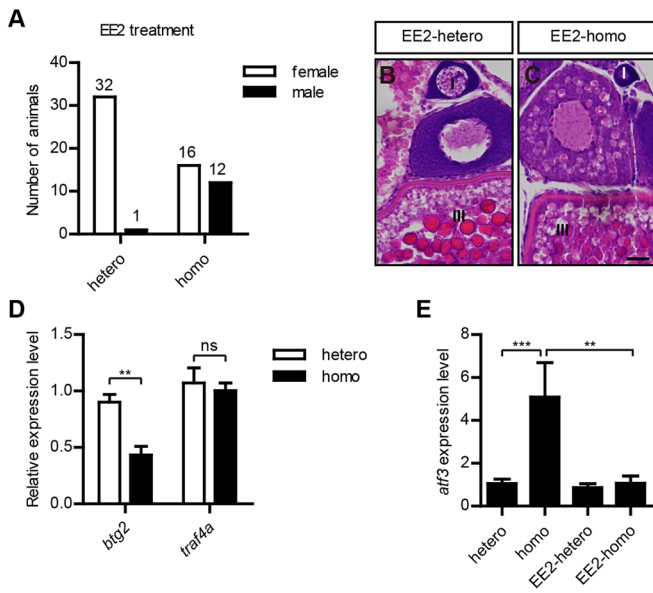 A
EE2 treatment
Number of animals
40
30
20
10
0
32
1
16
12
hetero
homo
female
male
EE2-hetero
EE2-homo
B
I
III
C
I
III
D
Relative expression level
1.5
1.0
0.5
0.0
**
ns
btg2
traf4a
hetero
homo
E
atf3 expression level
8
6
4
2
0
***
**
hetero
homo
EE2-hetero
EE2-homo